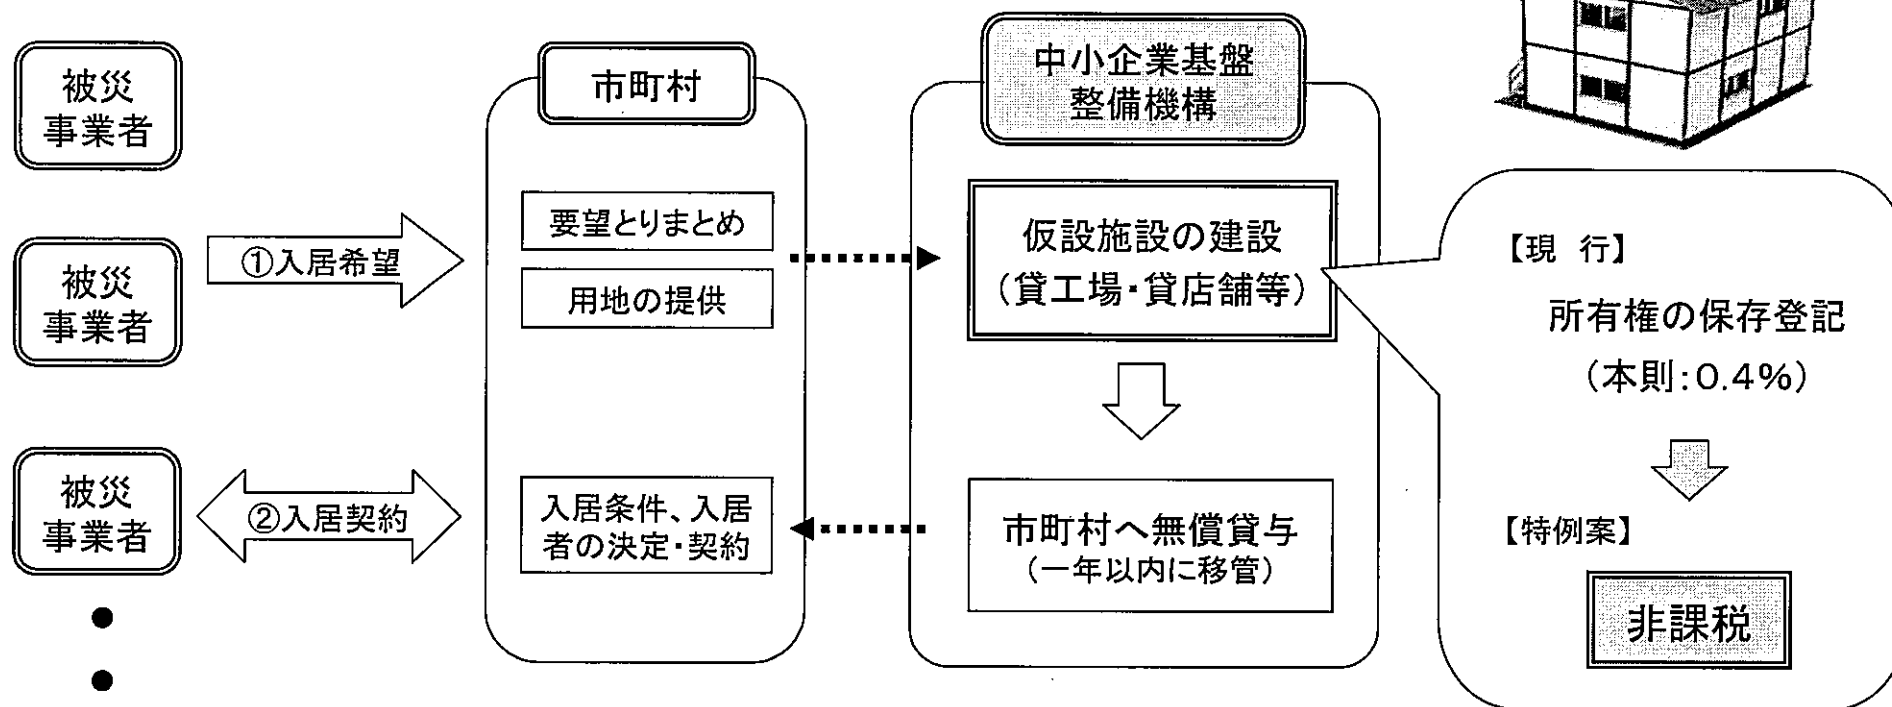 被災
事業者
被災
事業者
被災
事業者
①入居希望
②入居契約
市町村
要望とりまとめ
用地の提供
入居条件、入居
者の決定・契約
中小企業基盤
整備機構
仮設施設の建設
（貸工場・貸店舗等）
市町村へ無償貸与
（一年以内に移管）
【現　行】
所有権の保存登記
（本則：０.４％）
【特例案】
非課税